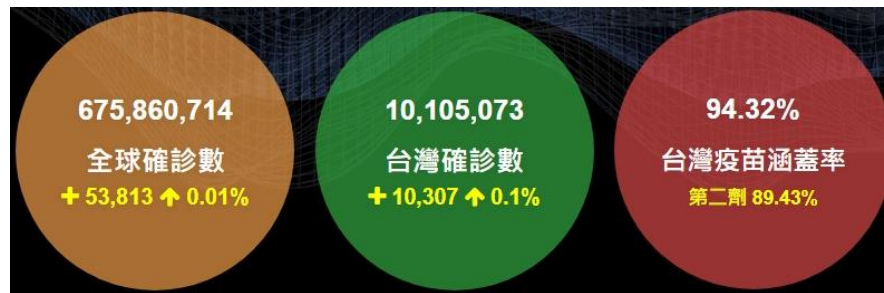 675,860,714
全球確診數
+ 53,813 ↑ 0.01%
10,105,073
台灣確診數
+ 10,307 ↑ 0.1%
94.32%
台灣疫苗涵蓋率
第二劑 89.43%